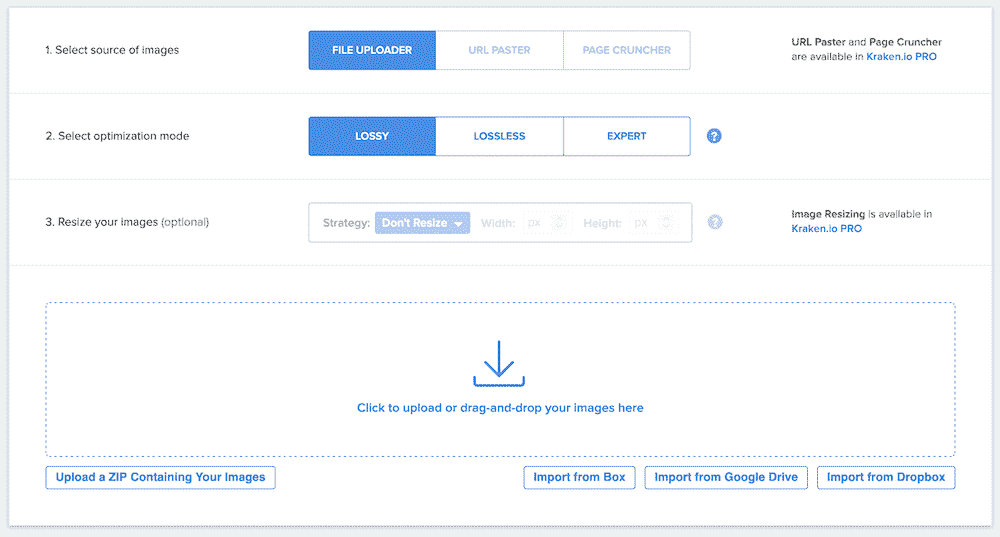 1. Select source of images
FILE UPLOADER
URL PASTER
PAGE CRUNCHER
URL Paster and Page Cruncher
are available in Kraken.io PRO
2. Select optimization mode
LOSSY
LOSSLESS
EXPERT
?
3. Resize your images (optional)
Strategy: Don't Resize Width: px Height: px
?
Image Resizing is available in
Kraken.io PRO
Click to upload or drag-and-drop your images here
Upload a ZIP Containing Your Images
Import from Box
Import from Google Drive
Import from Dropbox